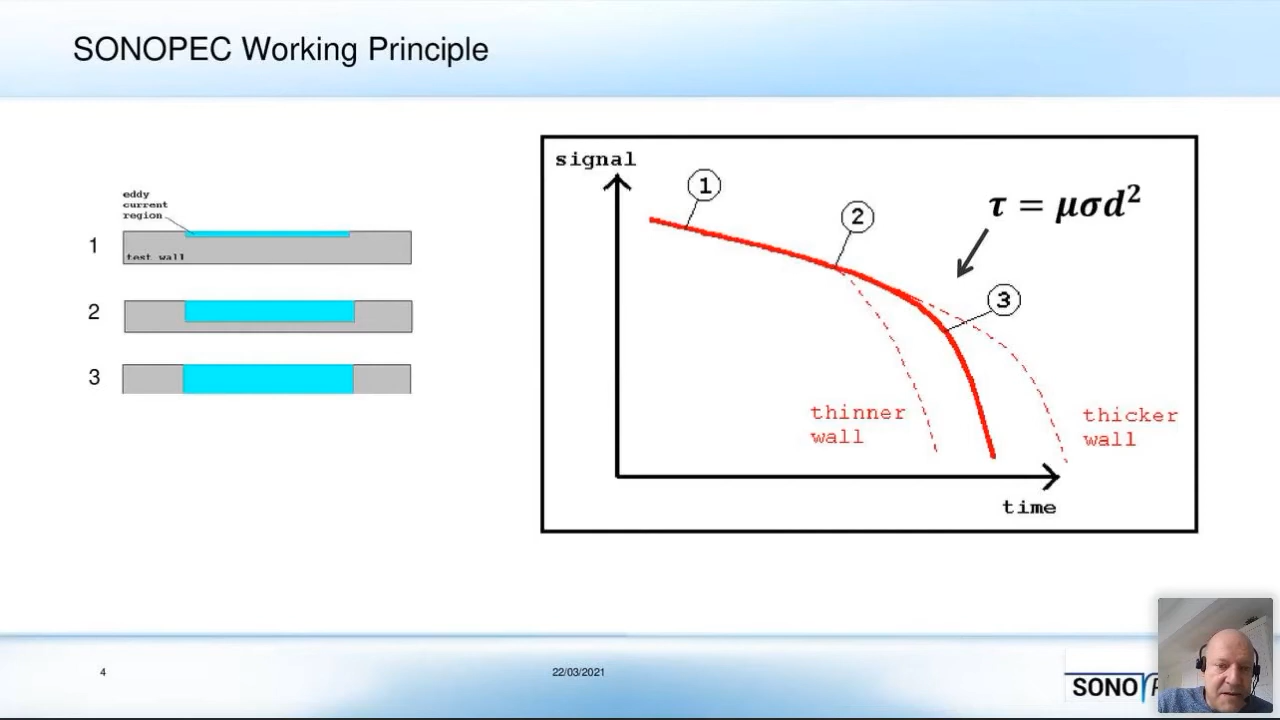 SONOPEC Working Principle
eddy
current
region
1
test wall
2
3
signal
1
2
τ = μσd²
3
thinner
wall
thicker
wall
time
4
22/03/2021
SONO